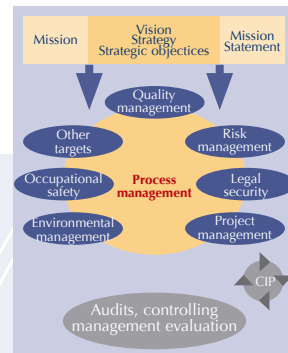 Mission
Vision
Strategy
Strategic objectices
Mission
Statement
Quality
management
Other
targets
Risk
management
Occupational
safety
Process
management
Legal
security
Environmental
management
Project
management
CIP
Audits, controlling
management evaluation